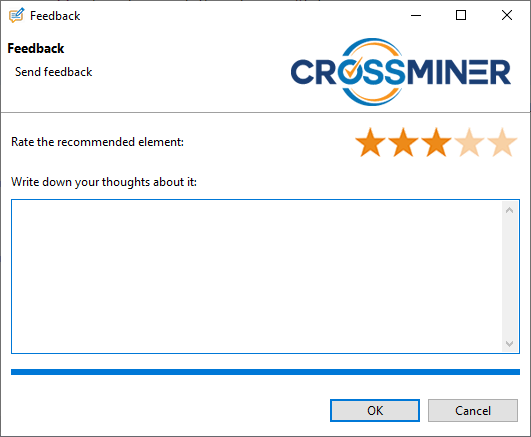 Feedback
Feedback
Send feedback
CROSSMINER
Rate the recommended element:
Write down your thoughts about it:
OK
Cancel